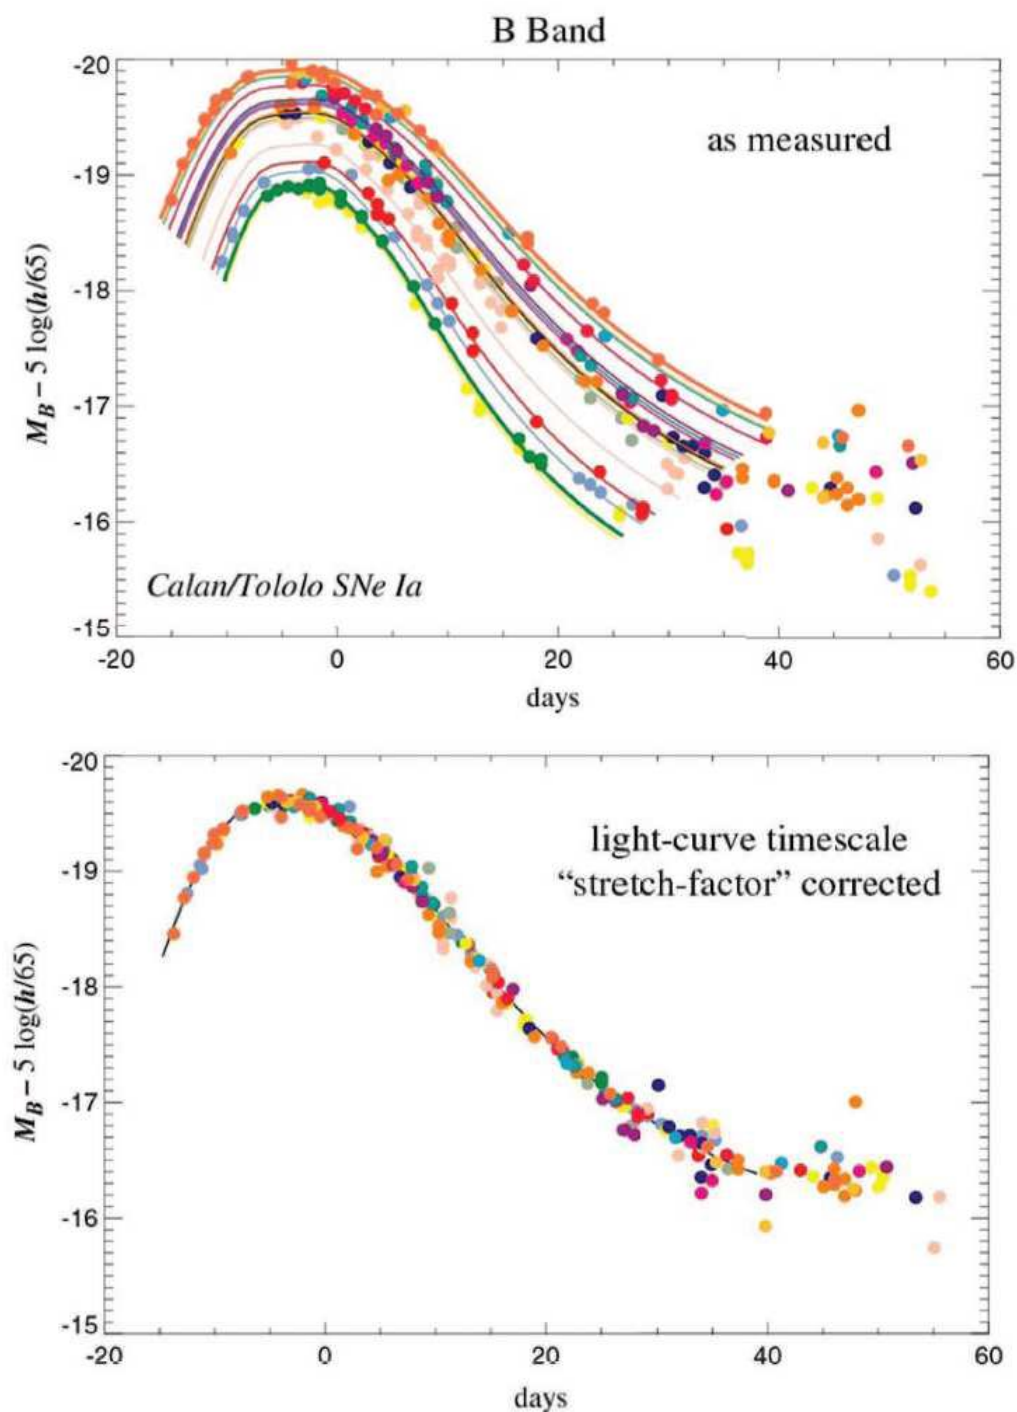 B Band
-20
as measured
-19
-18
M_B – 5 log(h/65)
-17
-16
Calan/Tololo SNe Ia
-15
-20 0 20 40 60
days
-20
light-curve timescale
“stretch-factor” corrected
-19
-18
M_B – 5 log(h/65)
-17
-16
-15
-20 0 20 40 60
days